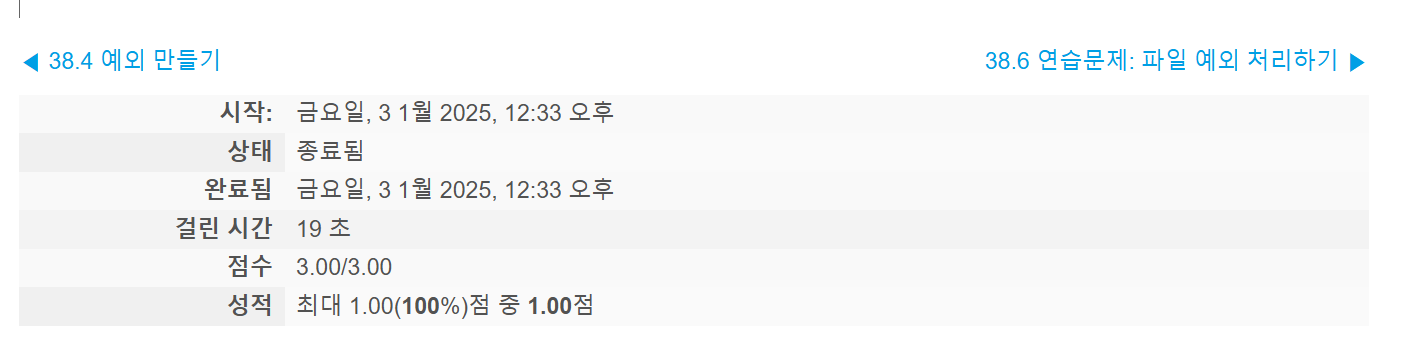 ◀ 38.4 예외 만들기
38.6 연습문제: 파일 예외 처리하기 ▶
시작: 금요일, 3 1월 2025, 12:33 오후
상태 종료됨
완료됨 금요일, 3 1월 2025, 12:33 오후
걸린 시간 19 초
점수 3.00/3.00
성적 최대 1.00(100%)점 중 1.00점